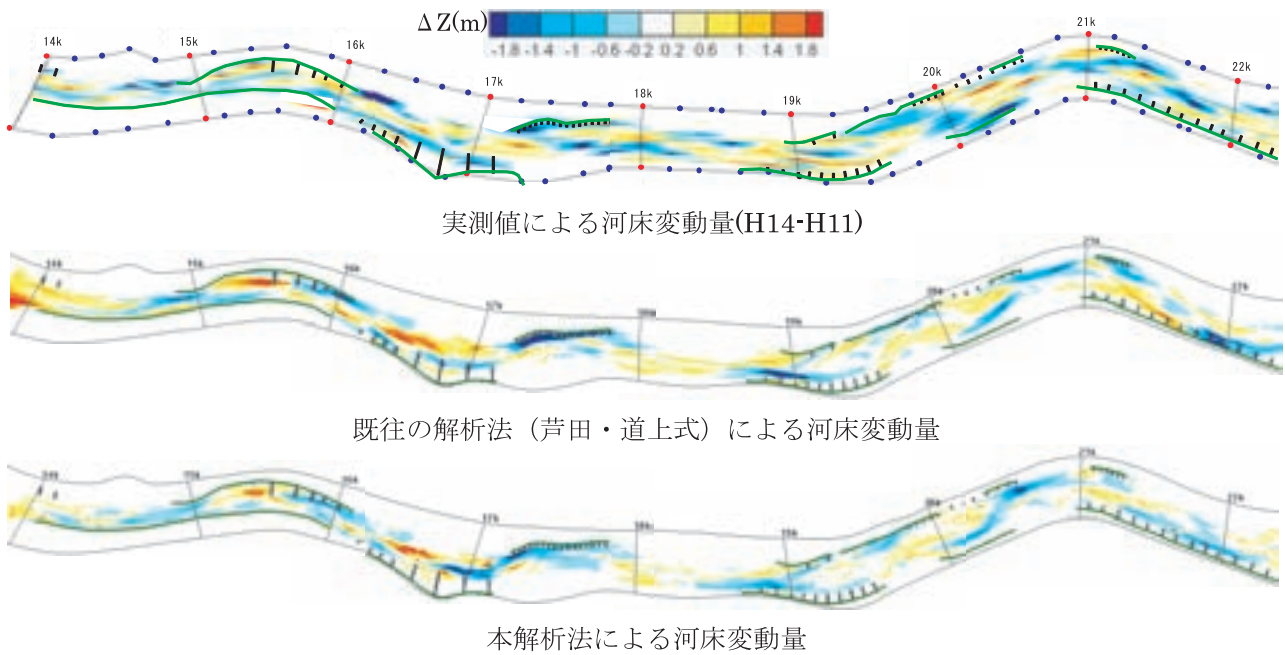 ΔZ(m)
-1.8 -1.4 -1 -0.6 -0.2 0.2 0.6 1 1.4 1.8
14k 15k 16k 17k 18k 19k 20k 21k 22k
実測値による河床変動量(H14-H11)
既往の解析法（芦田・道上式）による河床変動量
本解析法による河床変動量